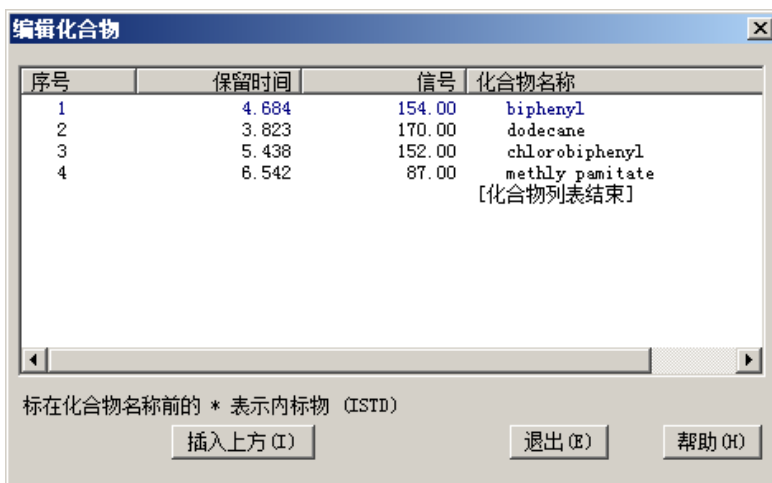 编辑化合物
序号 保留时间 信号 化合物名称
1 4.684 154.00 biphenyl
2 3.823 170.00 dodecane
3 5.438 152.00 chlorobiphenyl
4 6.542 87.00 methly pamitate
[化合物列表结束]
标在化合物名称前的 * 表示内标物 (ISTD)
插入上方(I) 退出(E) 帮助(H)